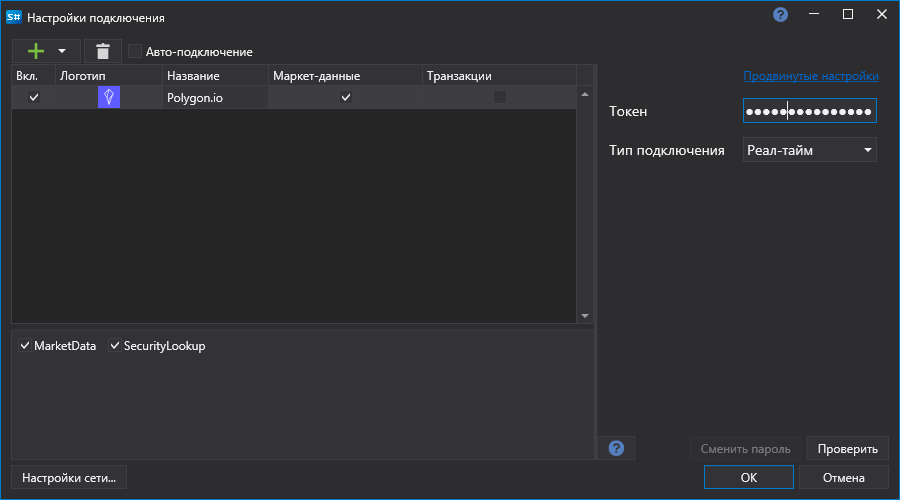 S# Настройки подключения ?
Авто-подключение
Вкл. Логотип Название Маркет-данные Транзакции
Polygon.io
Продвинутые настройки
Токен ●●●●●●●●●●●●●●●
Тип подключения Реал-тайм
MarketData SecurityLookup
? Сменить пароль Проверить
Настройки сети... OK Отмена